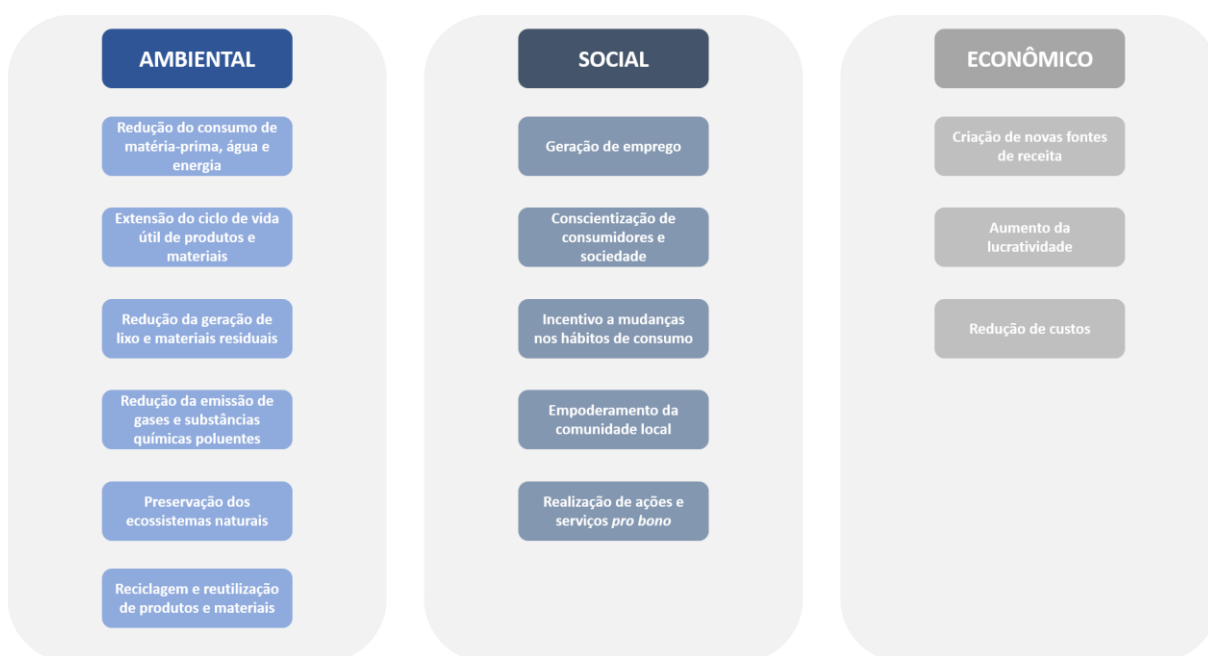 AMBIENTAL
Redução do consumo de
matéria-prima, água e
energia
Extensão do ciclo de vida
útil de produtos e
materiais
Redução da geração de
lixo e materiais residuais
Redução da emissão de
gases e substâncias
químicas poluentes
Preservação dos
ecossistemas naturais
Reciclagem e reutilização
de produtos e materiais
SOCIAL
Geração de emprego
Conscientização de
consumidores e
sociedade
Incentivo a mudanças
nos hábitos de consumo
Empoderamento da
comunidade local
Realização de ações e
serviços pro bono
ECONÔMICO
Criação de novas fontes
de receita
Aumento da
lucratividade
Redução de custos